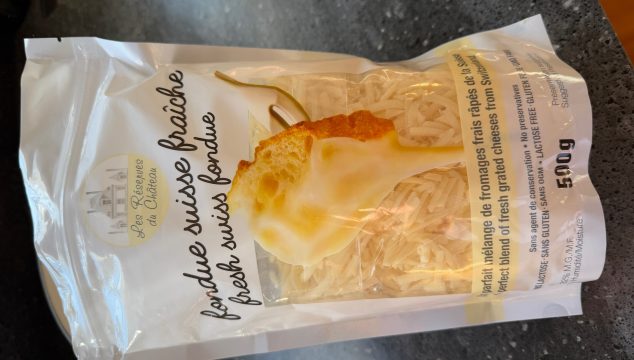 Les Réserves
du Château
fondue suisse fraîche
fresh swiss fondue
parfait mélange de fromages frais râpés de la Suisse
perfect blend of fresh grated cheeses from Switzerland
Sans agent de conservation • No preservatives
LACTOSE·SANS GLUTEN·SANS OGM • LACTOSE FREE·GLUTEN FREE
500g
M.G./M.F.
Humidité/Moisture